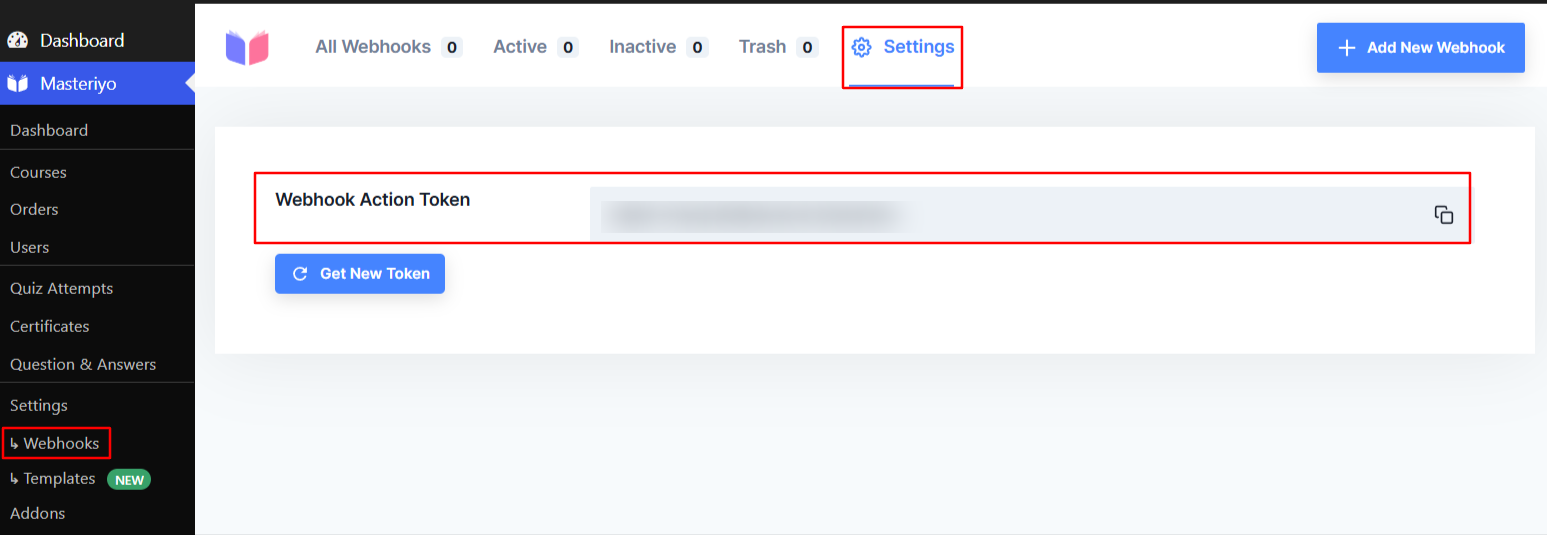 Dashboard
Masteriyo
Dashboard
Courses
Orders
Users
Quiz Attempts
Certificates
Question & Answers
Settings
↳ Webhooks
↳ Templates NEW
Addons
All Webhooks 0 Active 0 Inactive 0 Trash 0 Settings
+ Add New Webhook
Webhook Action Token
Get New Token